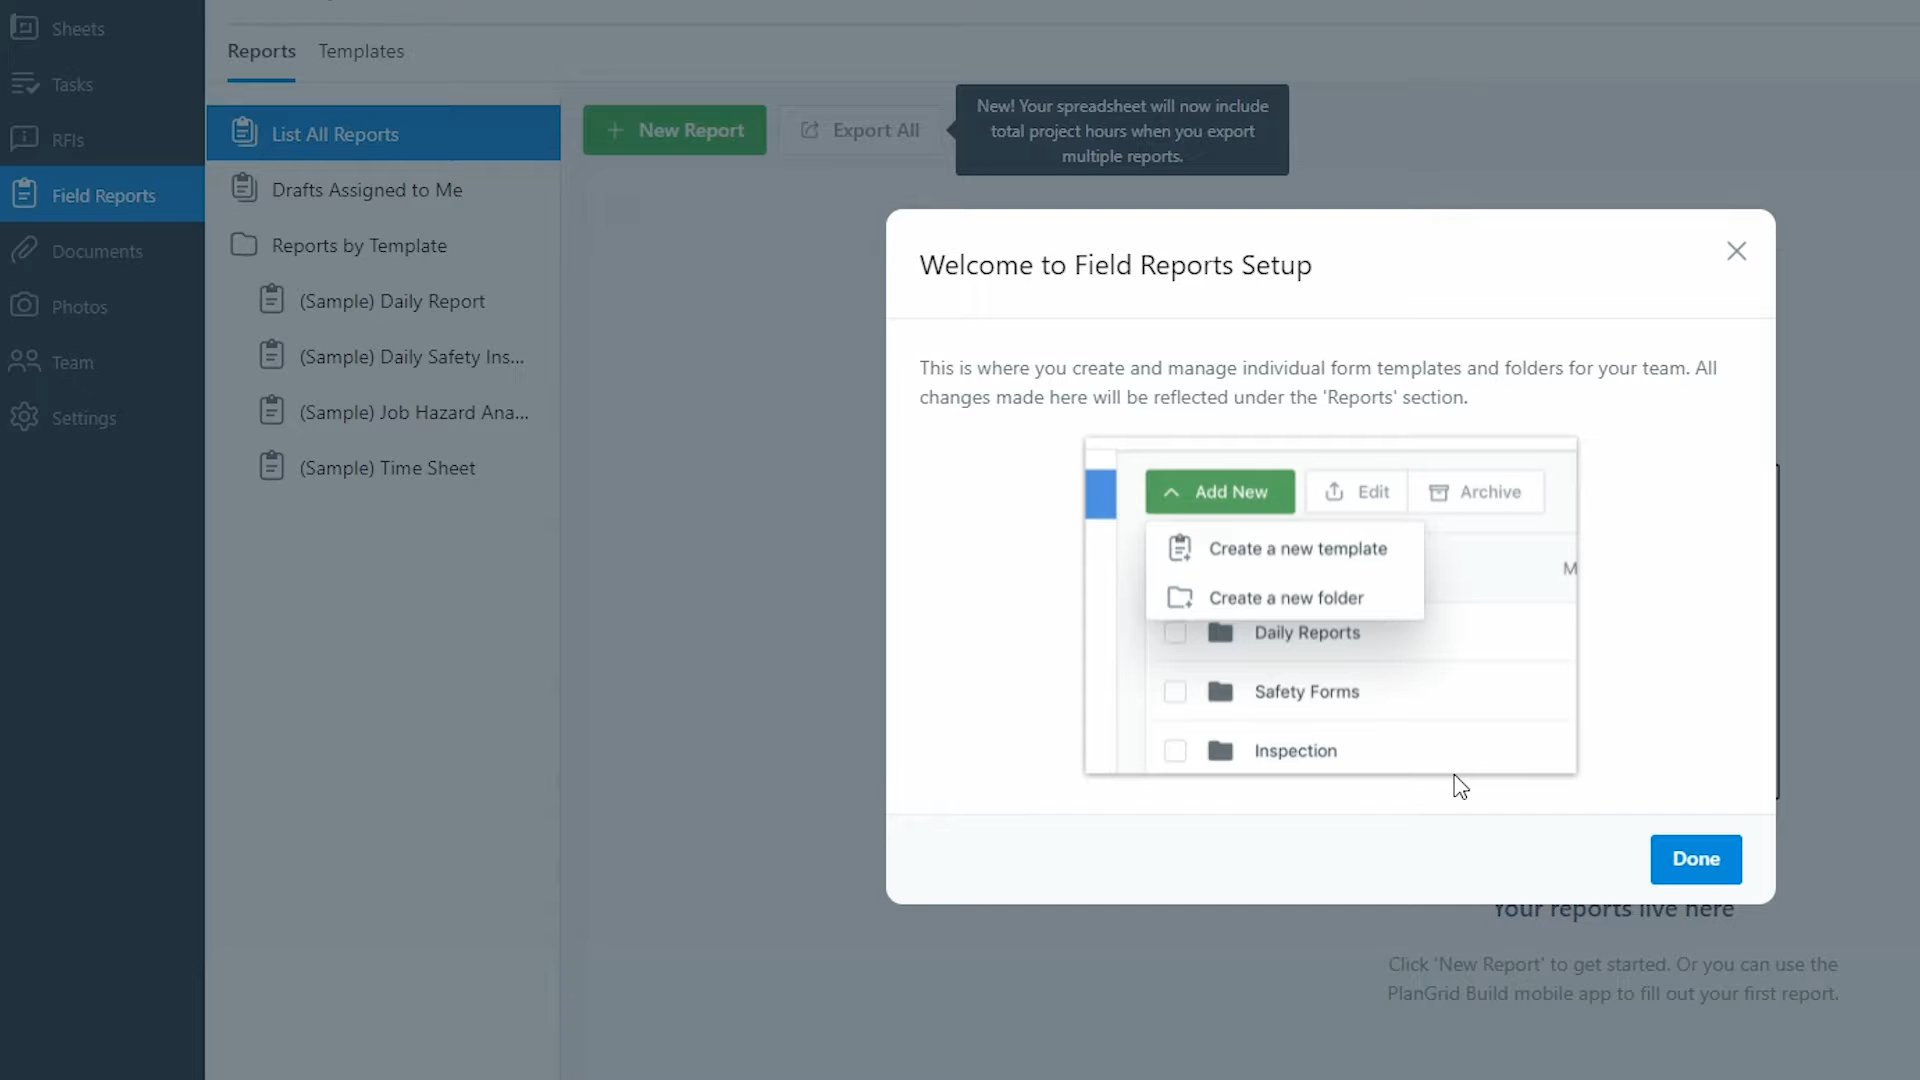 Sheets
Tasks
RFIs
Field Reports
Documents
Photos
Team
Settings
Reports
Templates
List All Reports
Drafts Assigned to Me
Reports by Template
(Sample) Daily Report
(Sample) Daily Safety Ins...
(Sample) Job Hazard Ana...
(Sample) Time Sheet
New Report
Export All
New! Your spreadsheet will now include
total project hours when you export
multiple reports.
Welcome to Field Reports Setup
This is where you create and manage individual form templates and folders for your team. All
changes made here will be reflected under the 'Reports' section.
Add New
Edit
Archive
Create a new template
Create a new folder
M
Daily Reports
Safety Forms
Inspection
Done
Your reports live here
Click 'New Report' to get started. Or you can use the
PlanGrid Build mobile app to fill out your first report.